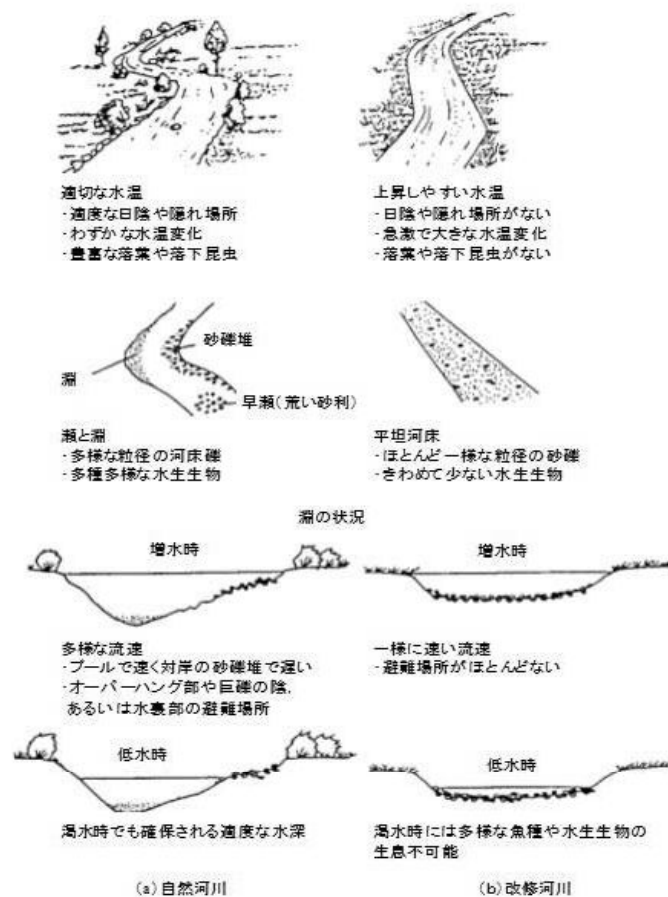 適切な水温
・適度な日陰や隠れ場所
・わずかな水温変化
・豊富な落葉や落下昆虫
上昇しやすい水温
・日陰や隠れ場所がない
・急激で大きな水温変化
・落葉や落下昆虫がない
砂礫堆
淵
早瀬(荒い砂利)
瀬と淵
・多様な粒径の河床礫
・多種多様な水生生物
平坦河床
・ほとんど一様な粒径の砂礫
・きわめて少ない水生生物
淵の状況
増水時
増水時
多様な流速
・プールで速く対岸の砂礫堆で遅い
・オーバーハング部や巨礫の陰,
あるいは水裏部の避難場所
一様に速い流速
・避難場所がほとんどない
低水時
低水時
渇水時でも確保される適度な水深
渇水時には多様な魚種や水生生物の
生息不可能
(a)自然河川
(b)改修河川